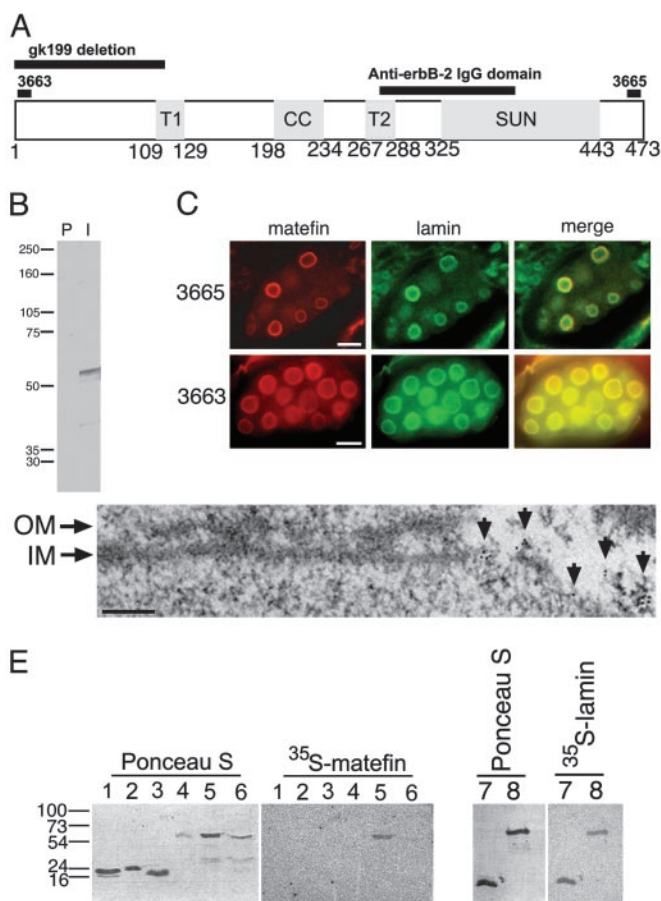 A
gk199 deletion
3663
Anti-erbB-2 IgG domain
3665
T1 CC T2 SUN
1 109 129 198 234 267 288 325 443 473
B
P I
250
160
105
75
50
35
30
C
matefin lamin merge
3665
3663
OM
IM
E
Ponceau S
1 2 3 4 5 6
35S-matefin
1 2 3 4 5 6
Ponceau S
7 8
35S-lamin
7 8
100
73
54
24
16